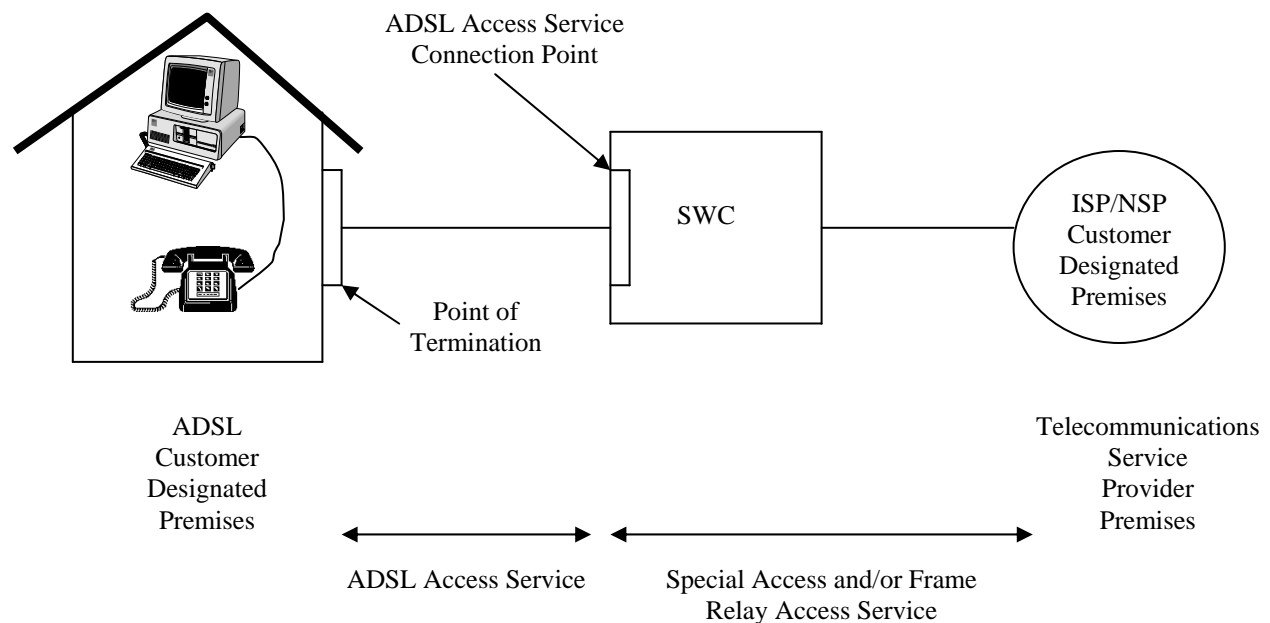 ADSL Access Service
Connection Point
SWC
ISP/NSP
Customer
Designated
Premises
Point of
Termination
ADSL
Customer
Designated
Premises
Telecommunications
Service
Provider
Premises
ADSL Access Service
Special Access and/or Frame
Relay Access Service